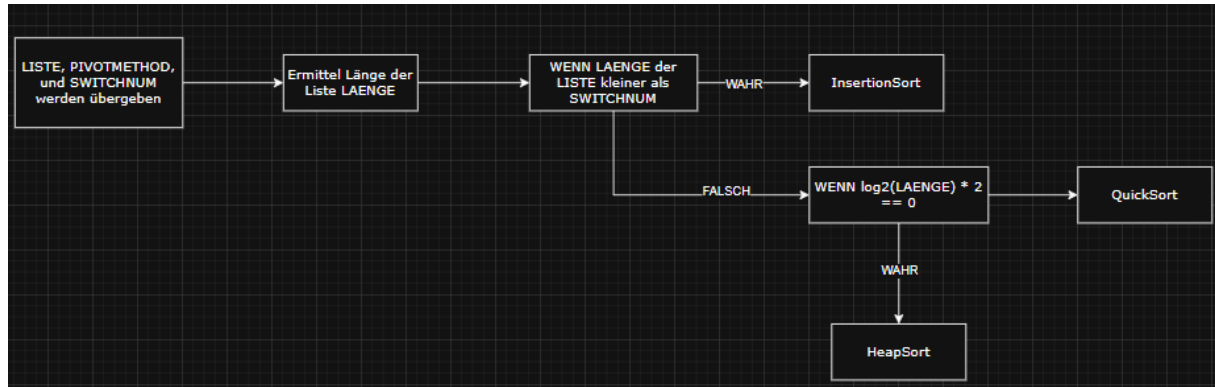 LISTE, PIVOTMETHOD,
und SWITCHNUM
werden übergeben
Ermittel Länge der
Liste LAENGE
WENN LAENGE der
LISTE kleiner als
SWITCHNUM
WAHR
InsertionSort
FALSCH
WENN log2(LAENGE) * 2
== 0
QuickSort
WAHR
HeapSort